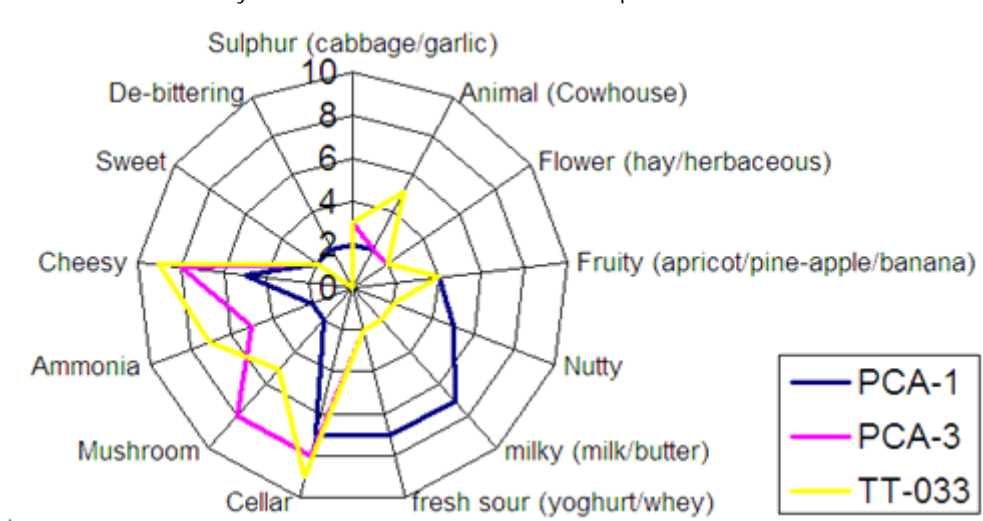 Sulphur (cabbage/garlic)
10
De-bittering
Animal (Cowhouse)
8
Sweet
Flower (hay/herbaceous)
6
4
2
Cheesy
Fruity (apricot/pine-apple/banana)
0
Ammonia
Nutty
PCA-1
PCA-3
TT-033
Mushroom
milky (milk/butter)
Cellar
fresh sour (yoghurt/whey)